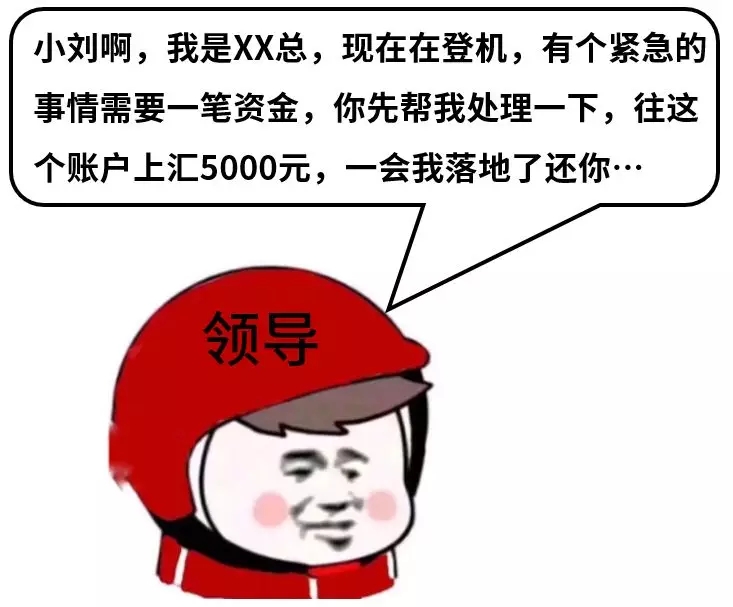 小刘啊，我是XX总，现在在登机，有个紧急的
事情需要一笔资金，你先帮我处理一下，往这
个账户上汇5000元，一会我落地了还你…
领导